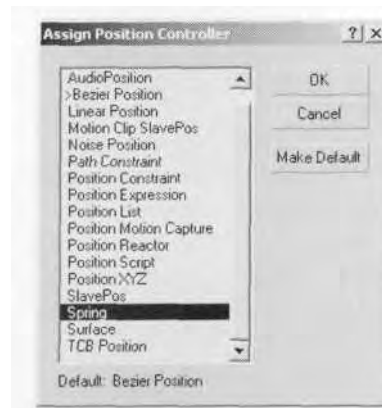 Assign Position Controller
AudioPosition
>Bezier Position
Linear Position
Motion Clip SlavePos
Noise Position
Path Constraint
Position Constraint
Position Expression
Position List
Position Motion Capture
Position Reactor
Position Script
Position XYZ
SlavePos
Spring
Surface
TCB Position
OK
Cancel
Make Default
Default: Bezier Position